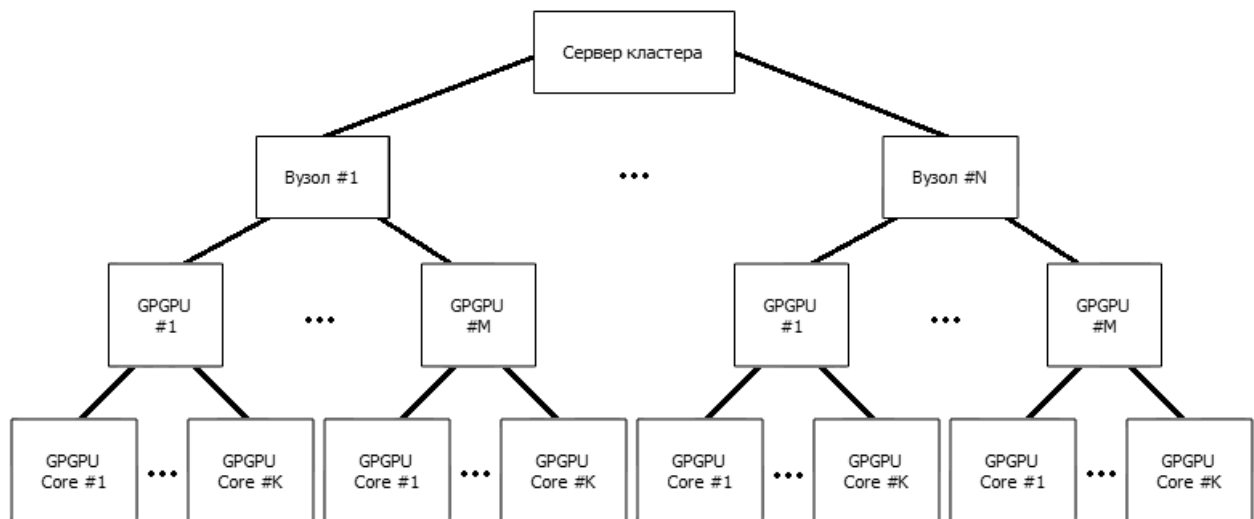 Сервер кластера
Вузол #1
...
Вузол #N
GPGPU
#1
...
GPGPU
#M
GPGPU
#1
...
GPGPU
#M
GPGPU
Core #1
...
GPGPU
Core #K
GPGPU
Core #1
...
GPGPU
Core #K
GPGPU
Core #1
...
GPGPU
Core #K
GPGPU
Core #1
...
GPGPU
Core #K